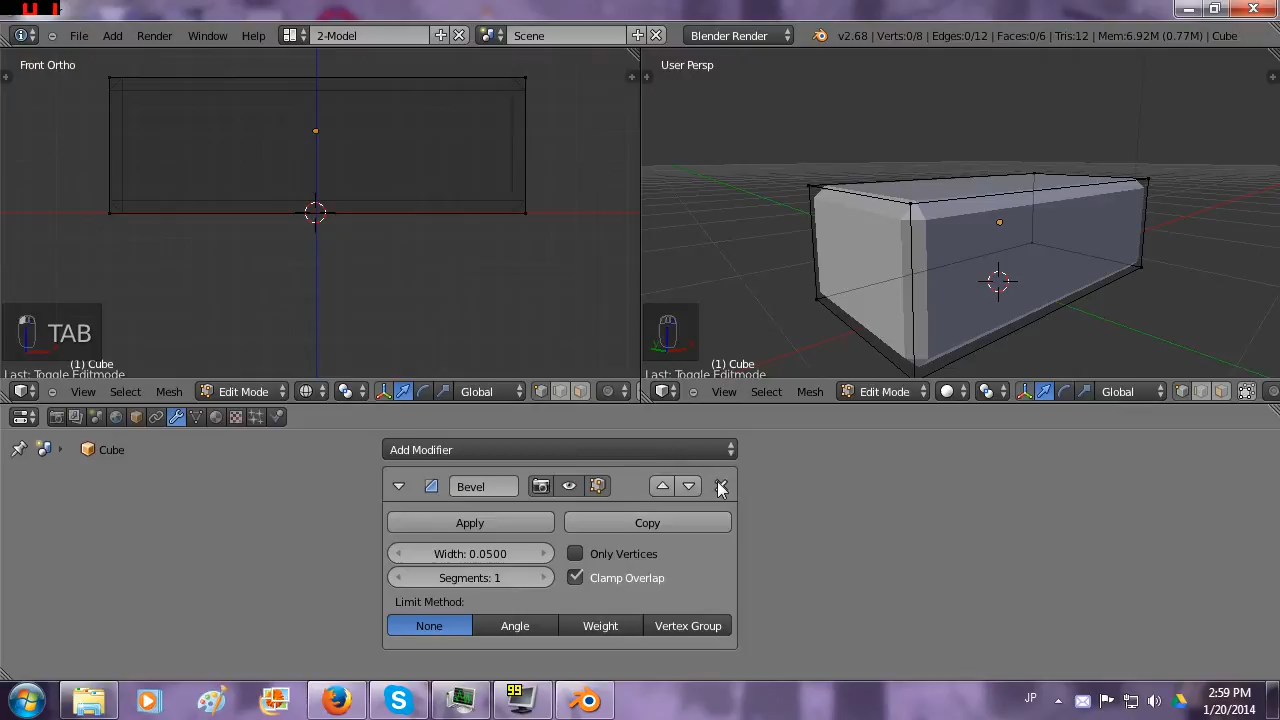 File Add Render Window Help 2-Model Scene Blender Render v2.68 | Verts:0/8 | Edges:0/12 | Faces:0/6 | Tris:12 | Mem:6.92M (0.77M) | Cube
Front Ortho
User Persp
TAB
(1) Cube
Last: Toggle Editmode
(1) Cube
Last: Toggle Editmode
View Select Mesh Edit Mode Global
View Select Mesh Edit Mode Global
Cube
Add Modifier
Bevel
Apply Copy
Width: 0.0500 Only Vertices
Segments: 1 Clamp Overlap
Limit Method:
None Angle Weight Vertex Group
99
JP
2:59 PM
1/20/2014